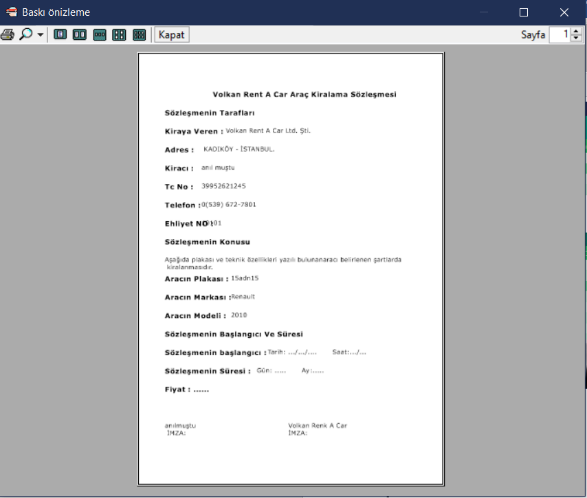 Baskı önizleme
Kapat
Sayfa 1
Volkan Rent A Car Araç Kiralama Sözleşmesi
Sözleşmenin Tarafları
Kiraya Veren : Volkan Rent A Car Ltd. Şti.
Adres : KADIKÖY - İSTANBUL.
Kiracı : anıl muştu
Tc No : 39952621245
Telefon :0(538) 672-7801
Ehliyet NO :
Sözleşmenin Konusu
Aşağıda plakası ve teknik özellikleri yazılı bulunanaracı belirlenen şartlarda
kiralanmasıdır.
Aracın Plakası : 15adn15
Aracın Markası :Renault
Aracın Modeli : 2010
Sözleşmenin Başlangıcı Ve Süresi
Sözleşmenin başlangıcı : Tarih: .../.../.... Saat:.../...
Sözleşmenin Süresi : Gün: ..... Ay:.....
Fiyat : ......
anılmuştu Volkan Renk A Car
İMZA: İMZA: